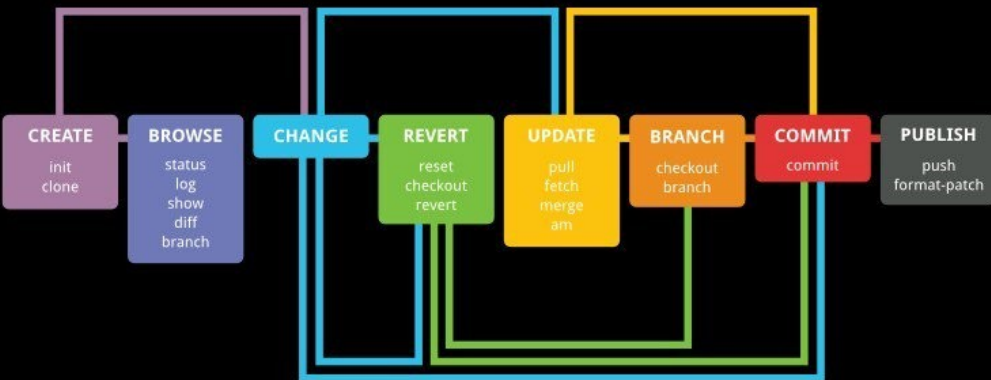 CREATE
init
clone
BROWSE
status
log
show
diff
branch
CHANGE
REVERT
reset
checkout
revert
UPDATE
pull
fetch
merge
am
BRANCH
checkout
branch
COMMIT
commit
PUBLISH
push
format-patch